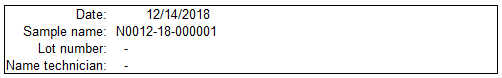 Date: 12/14/2018
Sample name: N0012-18-000001
Lot number: -
Name technician: -